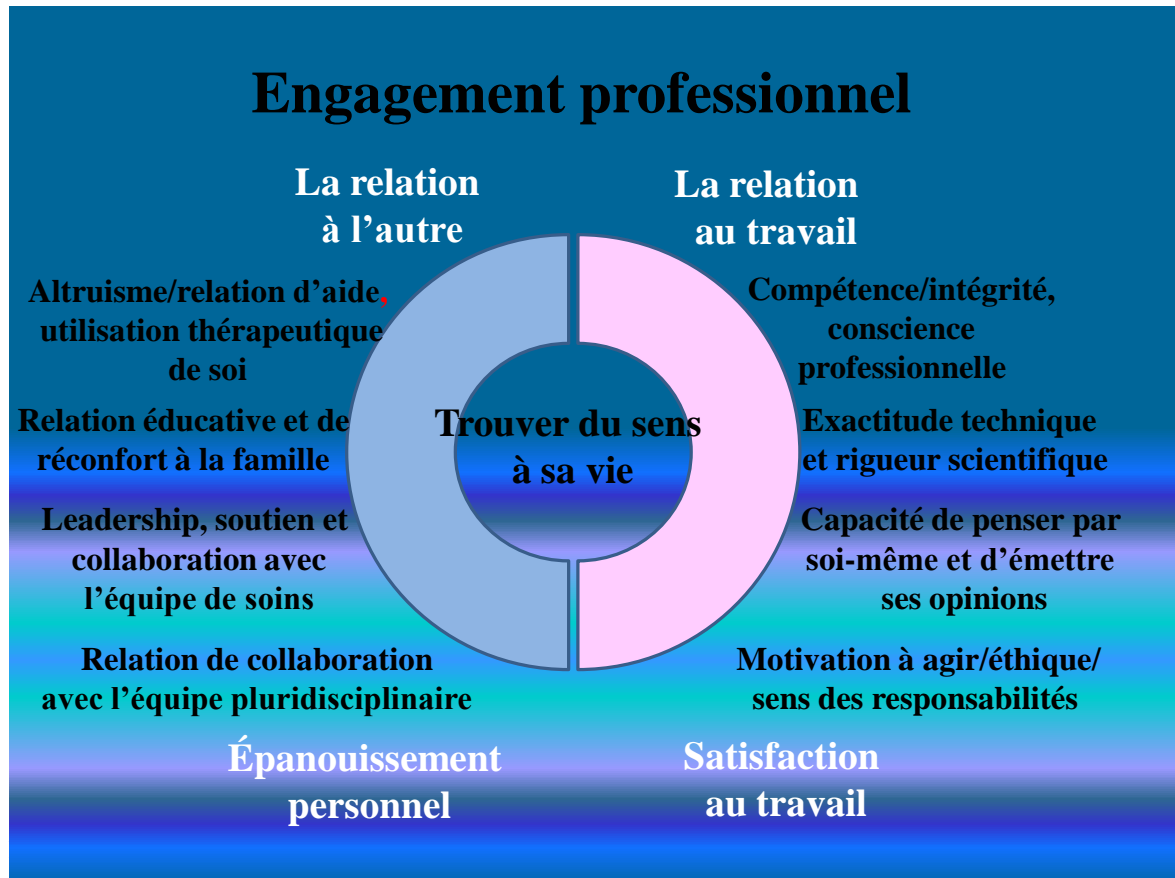 Engagement professionnel
La relation
à l’autre
La relation
au travail
Altruisme/relation d’aide,
utilisation thérapeutique
de soi
Relation éducative et de
réconfort à la famille
Leadership, soutien et
collaboration avec
l’équipe de soins
Relation de collaboration
avec l’équipe pluridisciplinaire
Trouver du sens
à sa vie
Compétence/intégrité,
conscience
professionnelle
Exactitude technique
et rigueur scientifique
Capacité de penser par
soi-même et d’émettre
ses opinions
Motivation à agir/éthique/
sens des responsabilités
Épanouissement
personnel
Satisfaction
au travail